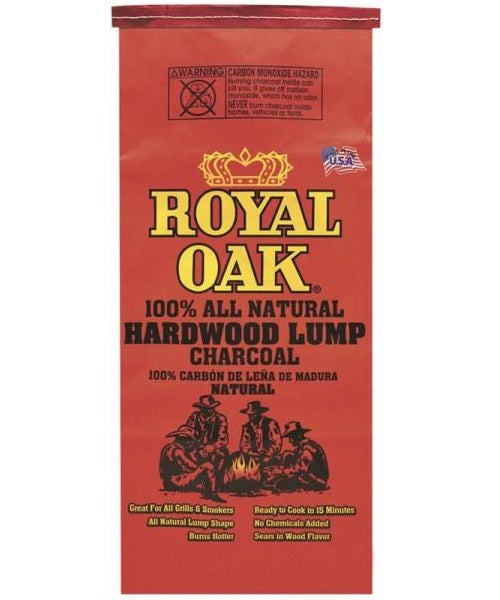 WARNING CARBON MONOXIDE HAZARD
Burning charcoal inside can
kill you. It gives off carbon
monoxide, which has no odor.
NEVER burn charcoal inside
homes, vehicles or tents.
U.S.A.
ROYAL
OAK®
100% ALL NATURAL
HARDWOOD LUMP
CHARCOAL
100% CARBÓN DE LEÑA DE MADURA
NATURAL
Great For All Grills & Smokers
All Natural Lump Shape
Burns Hotter
Ready to Cook in 15 Minutes
No Chemicals Added
Sears in Wood Flavor